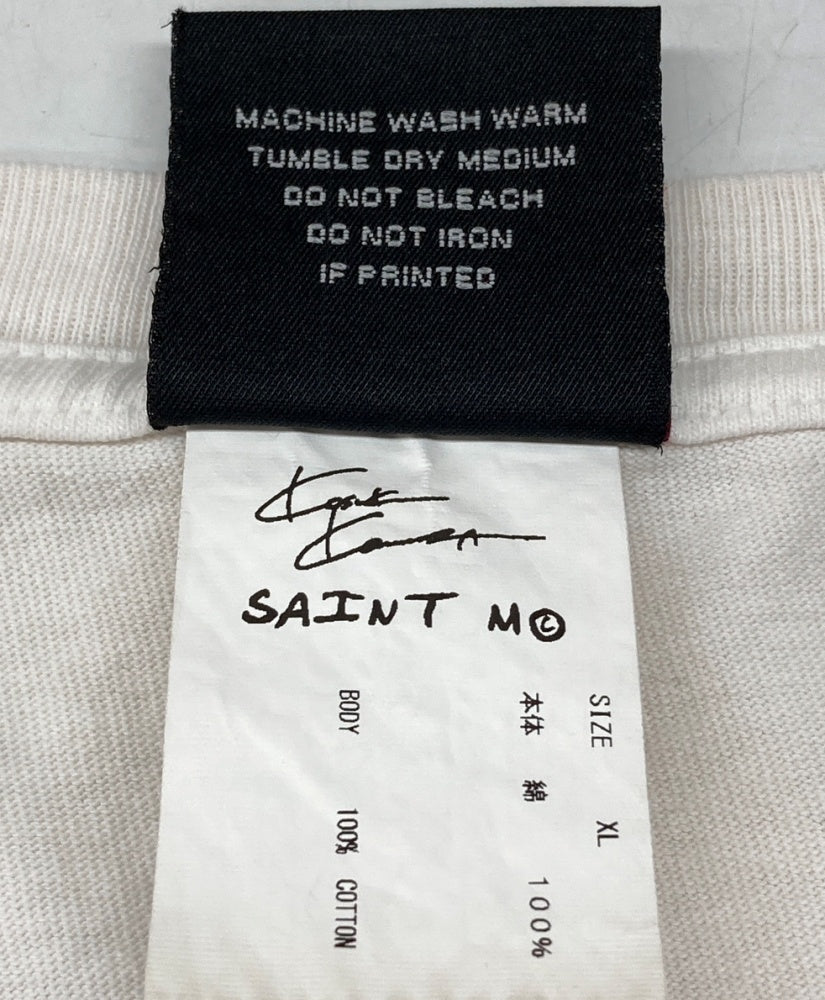 MACHINE WASH WARM
TUMBLE DRY MEDIUM
DO NOT BLEACH
DO NOT IRON
IF PRINTED
SAINT M©
SIZE XL
本体 綿 100%
BODY 100% COTTON